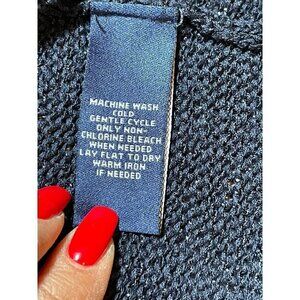 MACHINE WASH
COLD
GENTLE CYCLE
ONLY NON-
CHLORINE BLEACH
WHEN NEEDED
LAY FLAT TO DRY
WARM IRON
IF NEEDED